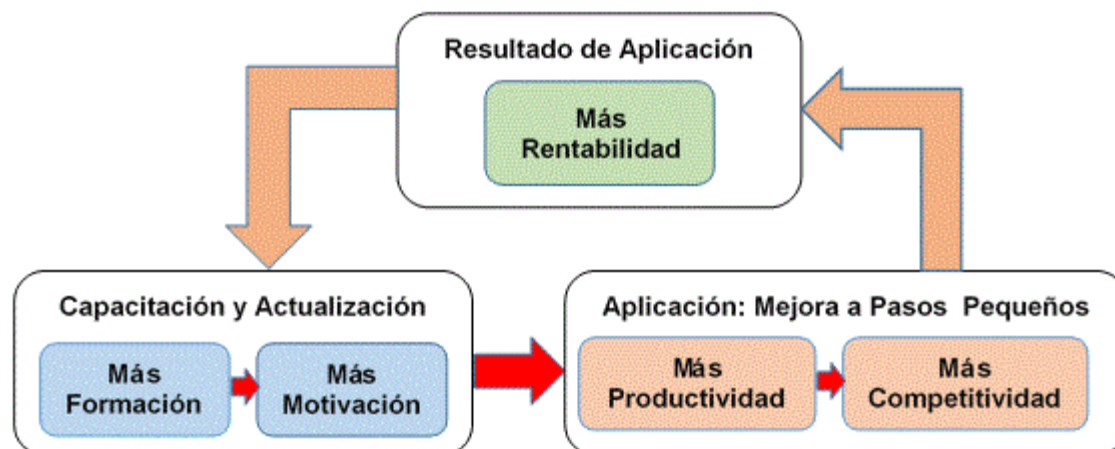 Resultado de Aplicación
Más
Rentabilidad
Capacitación y Actualización
Más
Formación
Más
Motivación
Aplicación: Mejora a Pasos Pequeños
Más
Productividad
Más
Competitividad